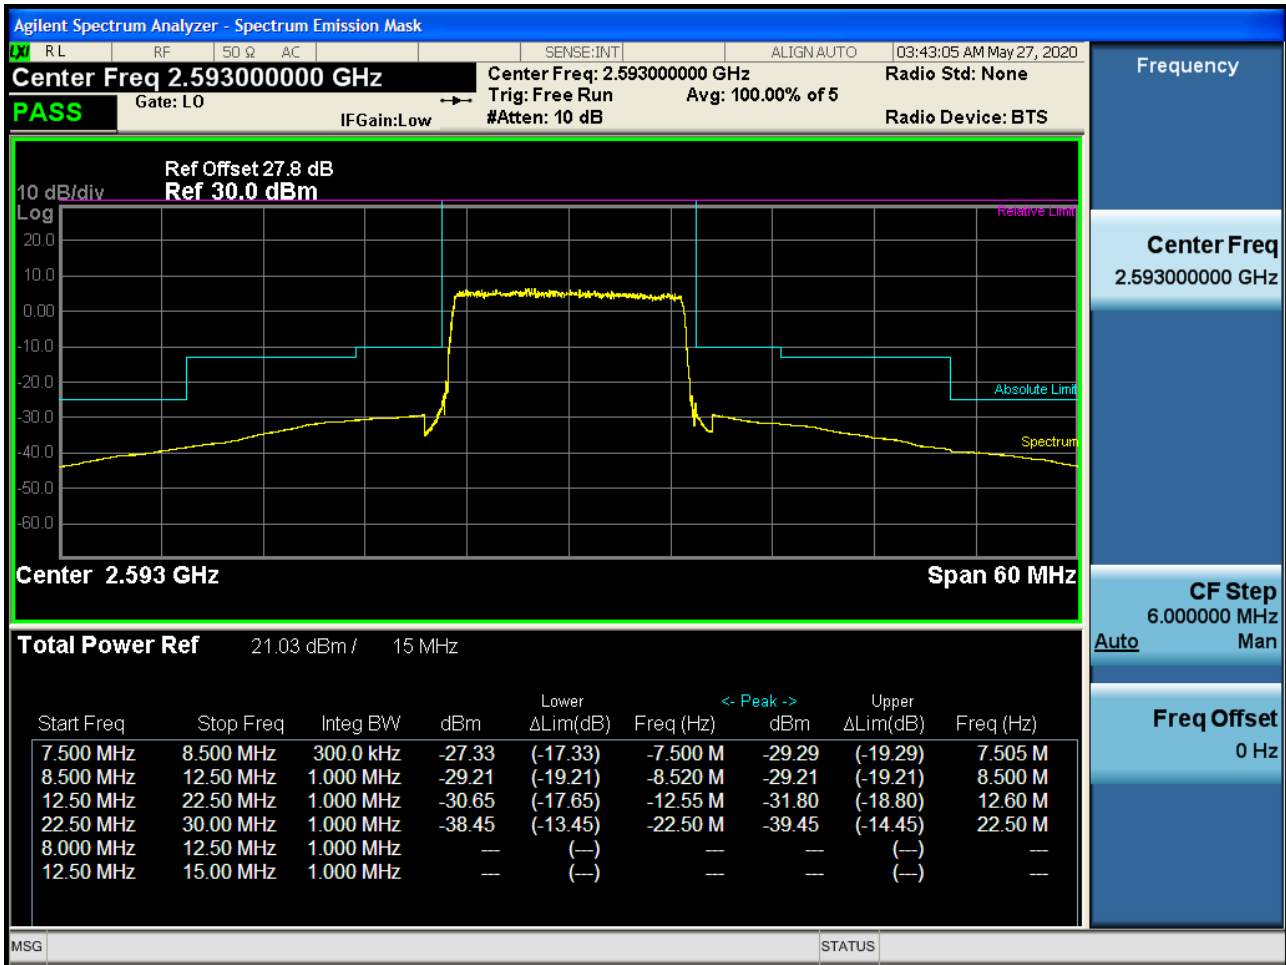 Agilent Spectrum Analyzer - Spectrum Emission Mask
LXI RL RF 50 Ω AC SENSE:INT ALIGNAUTO 03:43:05 AM May 27, 2020
Center Freq 2.593000000 GHz Center Freq: 2.593000000 GHz Radio Std: None
Gate: LO Trig: Free Run Avg: 100.00% of 5
PASS IFGain:Low #Atten: 10 dB Radio Device: BTS
Frequency
Ref Offset 27.8 dB
10 dB/div Ref 30.0 dBm
Log
Relative Limit
20.0
10.0
0.00
-10.0
-20.0
Absolute Limit
-30.0
Spectrum
-40.0
-50.0
-60.0
Center 2.593 GHz Span 60 MHz
Center Freq
2.593000000 GHz
CF Step
6.000000 MHz
Auto Man
Freq Offset
0 Hz
Total Power Ref 21.03 dBm / 15 MHz
Lower <- Peak -> Upper
Start Freq Stop Freq Integ BW dBm ΔLim(dB) Freq (Hz) dBm ΔLim(dB) Freq (Hz)
7.500 MHz 8.500 MHz 300.0 kHz -27.33 (-17.33) -7.500 M -29.29 (-19.29) 7.505 M
8.500 MHz 12.50 MHz 1.000 MHz -29.21 (-19.21) -8.520 M -29.21 (-19.21) 8.500 M
12.50 MHz 22.50 MHz 1.000 MHz -30.65 (-17.65) -12.55 M -31.80 (-18.80) 12.60 M
22.50 MHz 30.00 MHz 1.000 MHz -38.45 (-13.45) -22.50 M -39.45 (-14.45) 22.50 M
8.000 MHz 12.50 MHz 1.000 MHz --- (---) --- --- (---) ---
12.50 MHz 15.00 MHz 1.000 MHz --- (---) --- --- (---) ---
MSG STATUS